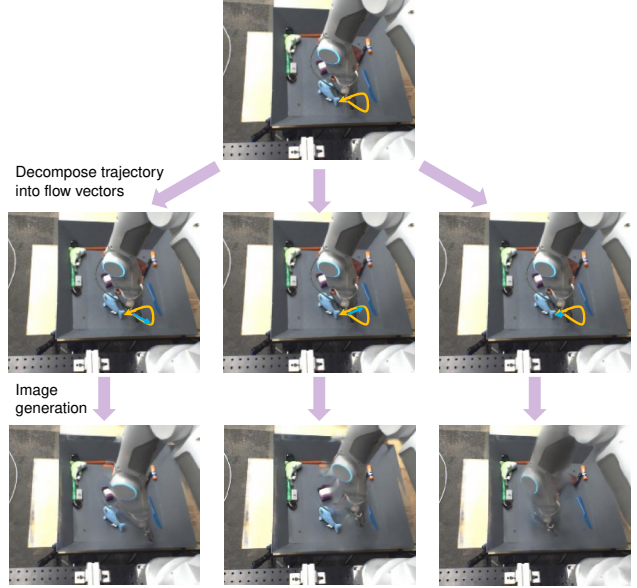 Decompose trajectory
into flow vectors
Image
generation